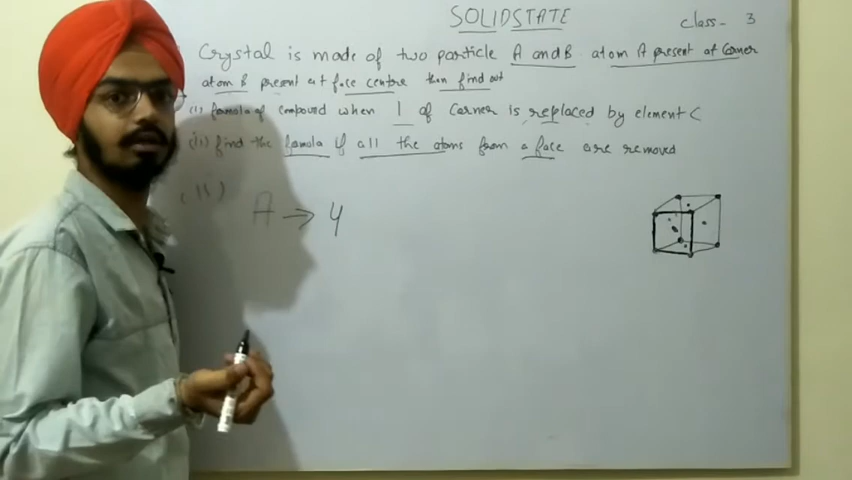 SOLIDSTATE
class- 3
Crystal is made of two particle A and B atom A present at Corner
atom B present at face centre then find out
(i) formula of compound when 1 of Corner is replaced by element C
(ii) find the fomula if all the atoms from a face are removed
(ii)
A → 4